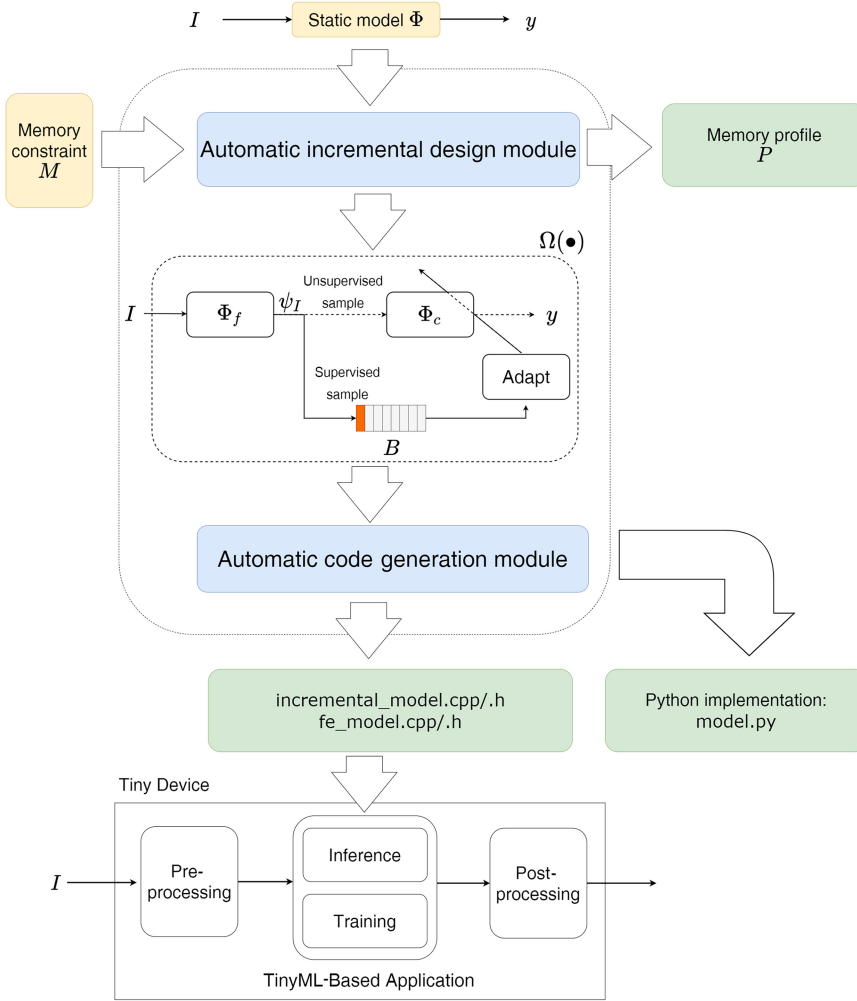 I
Static model Φ
y
Memory
constraint
M
Automatic incremental design module
Memory profile
P
Ω(•)
I
Φf
ψI
Unsupervised
sample
Φc
y
Supervised
sample
Adapt
B
Automatic code generation module
incremental_model.cpp/.h
fe_model.cpp/.h
Python implementation:
model.py
Tiny Device
I
Pre-
processing
Inference
Training
Post-
processing
TinyML-Based Application